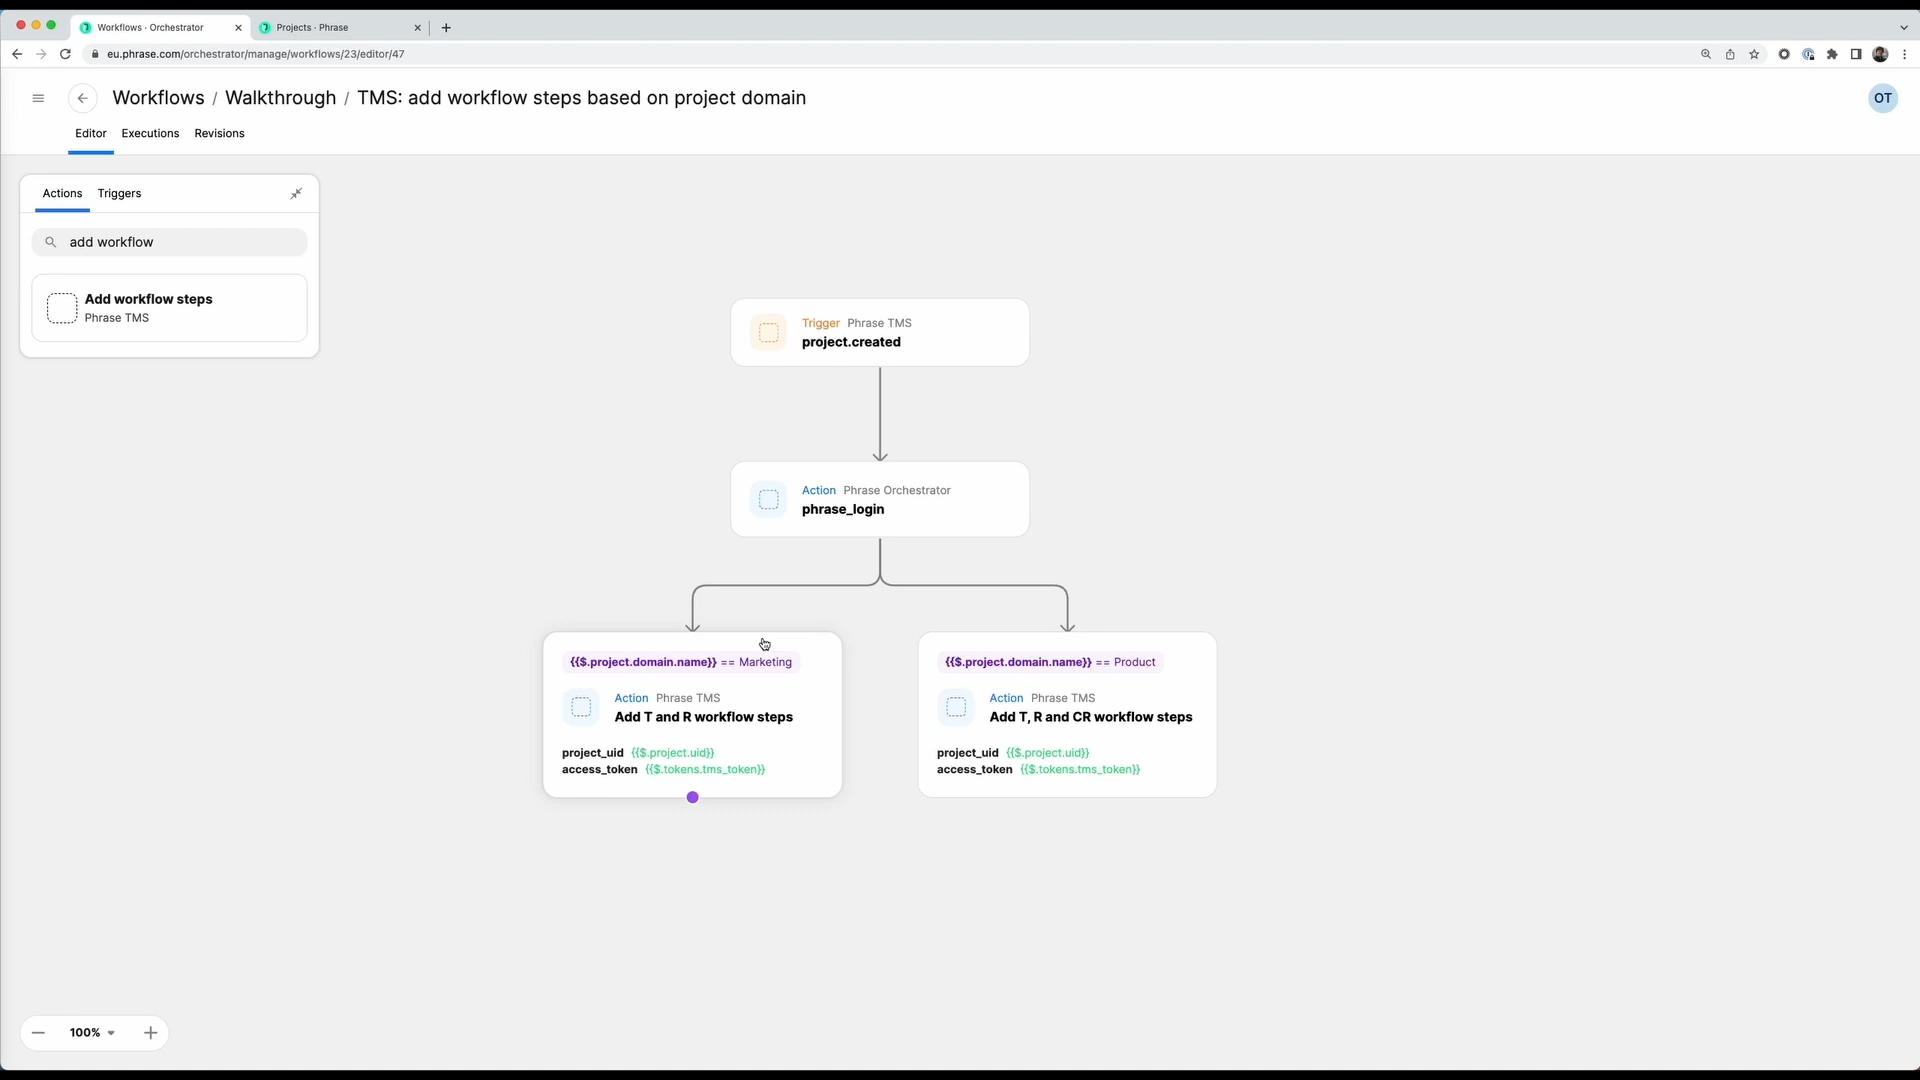 Workflows · Orchestrator
Projects · Phrase
eu.phrase.com/orchestrator/manage/workflows/23/editor/47
Workflows / Walkthrough / TMS: add workflow steps based on project domain
OT
Editor
Executions
Revisions
Actions
Triggers
add workflow
Add workflow steps
Phrase TMS
Trigger Phrase TMS
project.created
Action Phrase Orchestrator
phrase_login
{{$.project.domain.name}} == Marketing
Action Phrase TMS
Add T and R workflow steps
project_uid {{$.project.uid}}
access_token {{$.tokens.tms_token}}
{{$.project.domain.name}} == Product
Action Phrase TMS
Add T, R and CR workflow steps
project_uid {{$.project.uid}}
access_token {{$.tokens.tms_token}}
100%